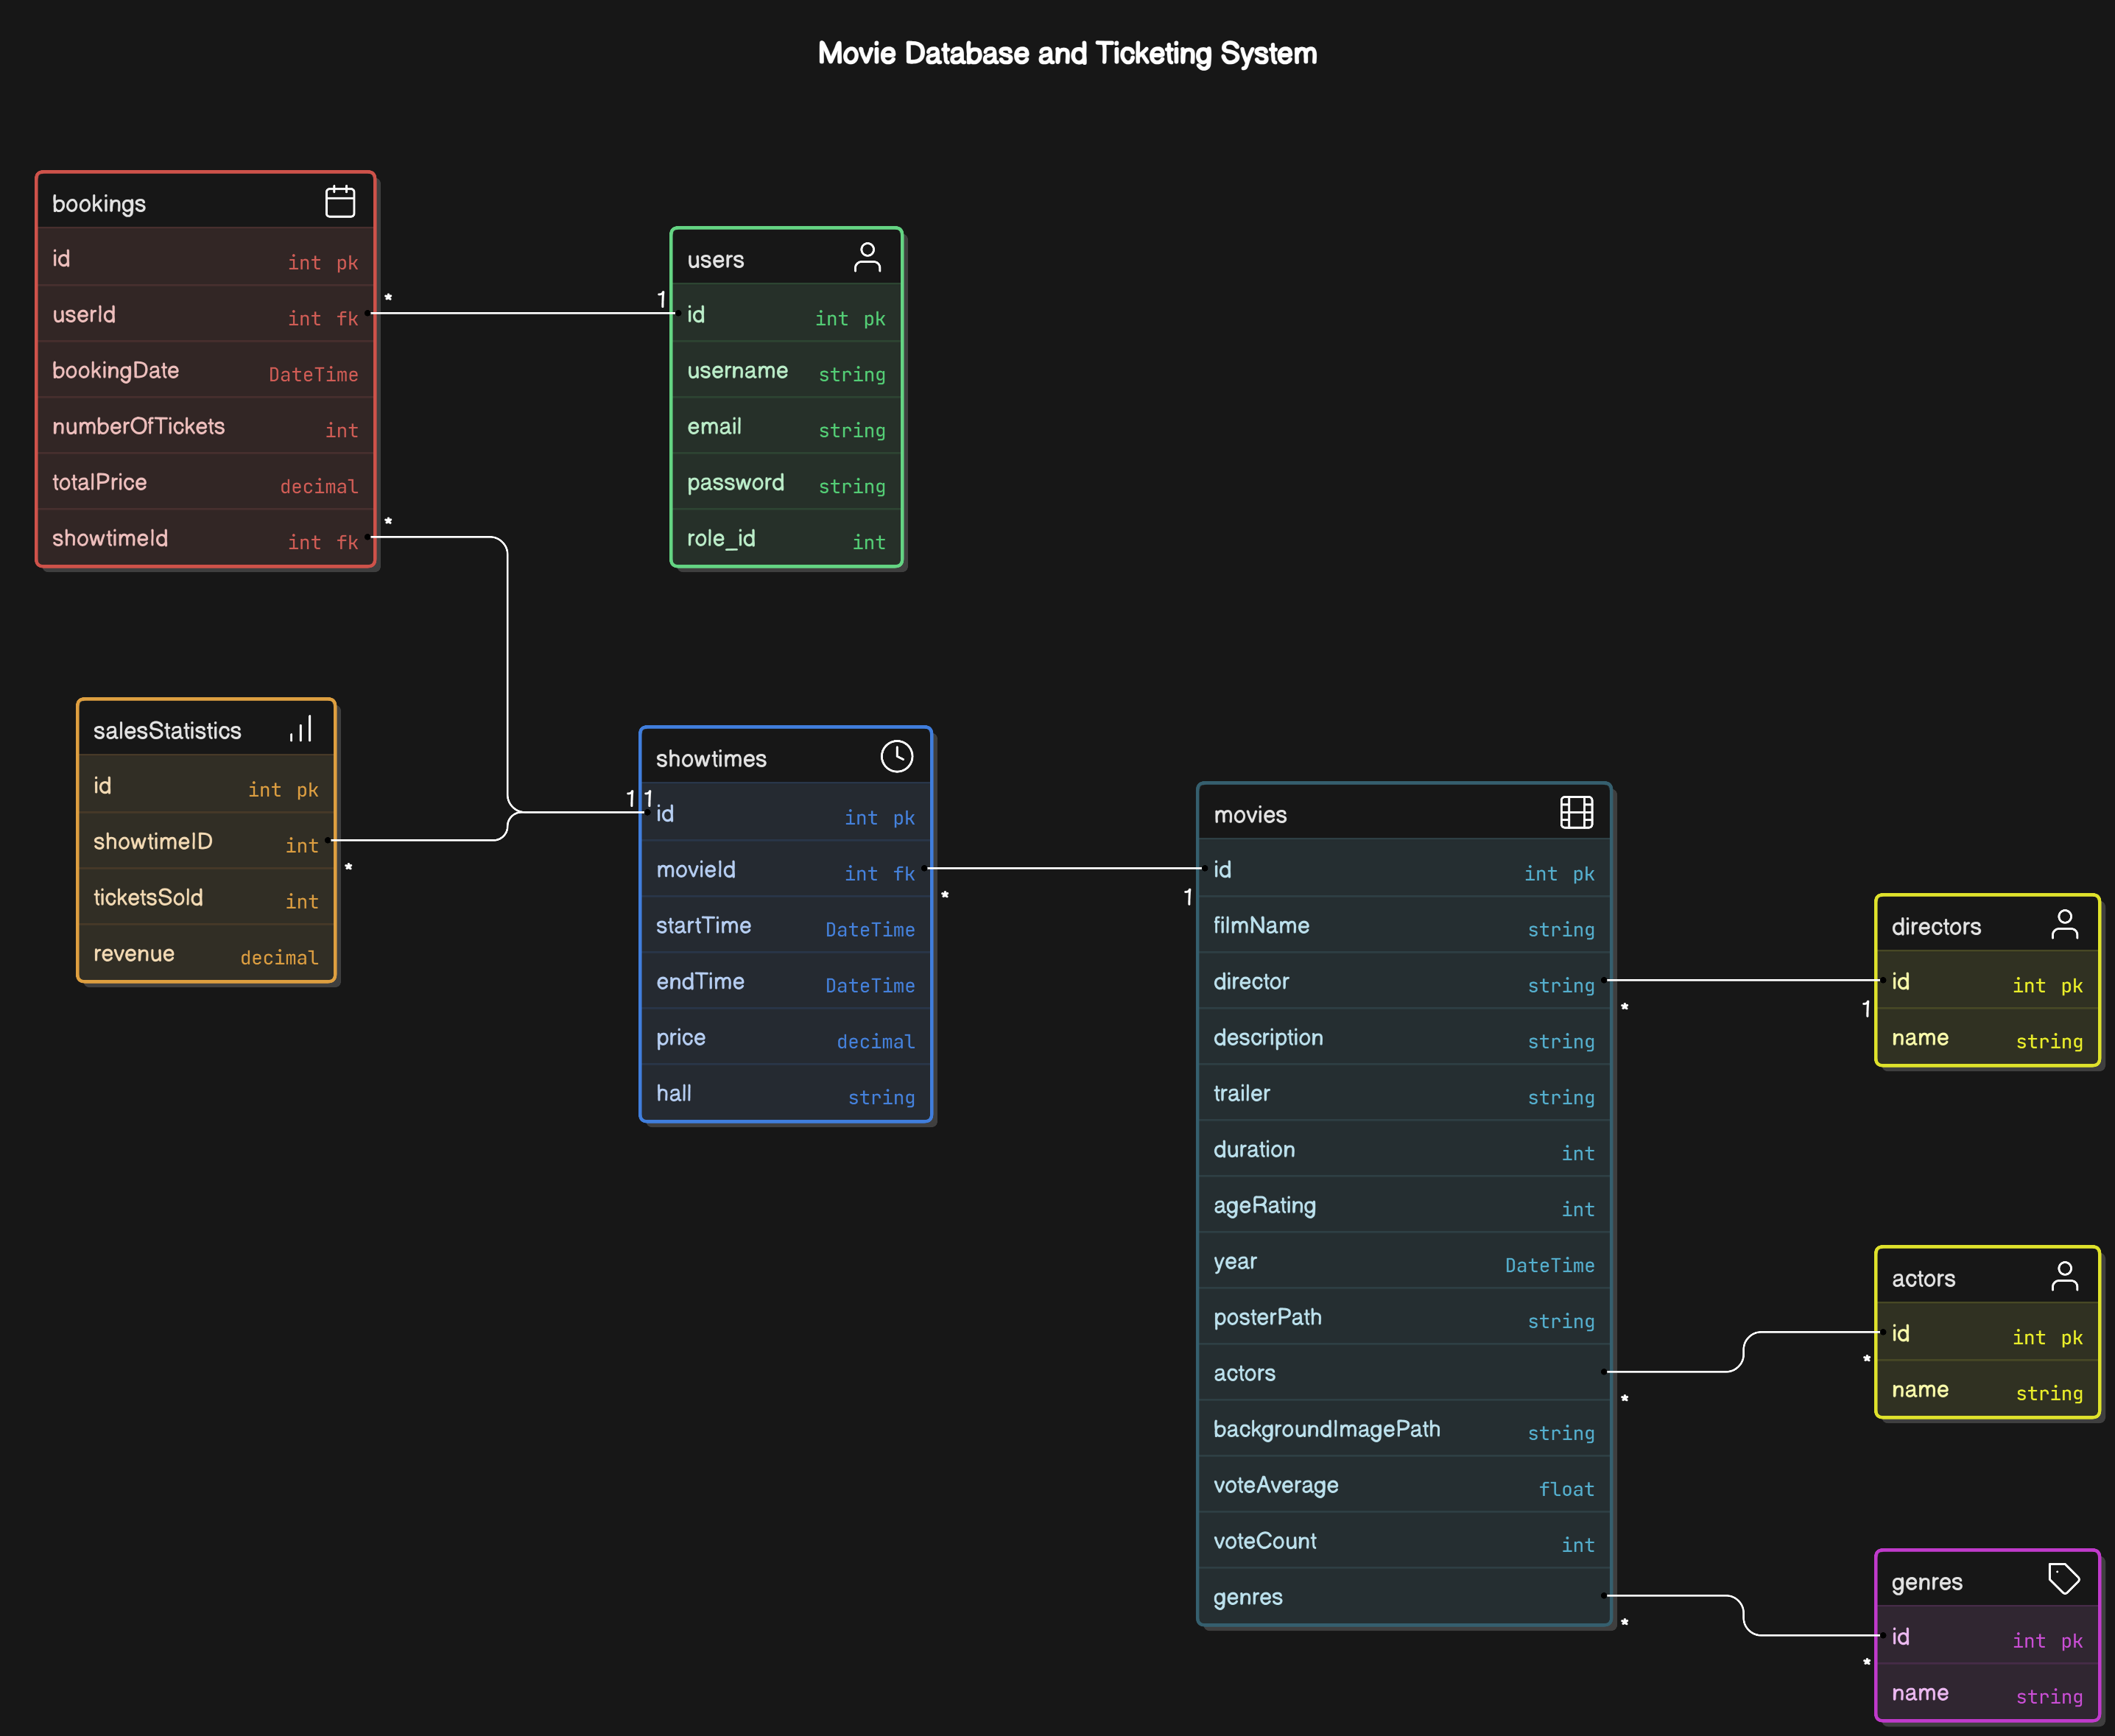 Movie Database and Ticketing System
bookings
id int pk
userId int fk
bookingDate DateTime
numberOfTickets int
totalPrice decimal
showtimeId int fk
*
*
users
id int pk
username string
email string
password string
role_id int
1
salesStatistics
id int pk
showtimeID int
ticketsSold int
revenue decimal
*
showtimes
id int pk
movieId int fk
startTime DateTime
endTime DateTime
price decimal
hall string
1 1
*
movies
id int pk
filmName string
director string
description string
trailer string
duration int
ageRating int
year DateTime
posterPath string
actors
backgroundImagePath string
voteAverage float
voteCount int
genres
1
*
*
*
directors
id int pk
name string
1
actors
id int pk
name string
*
genres
id int pk
name string
*